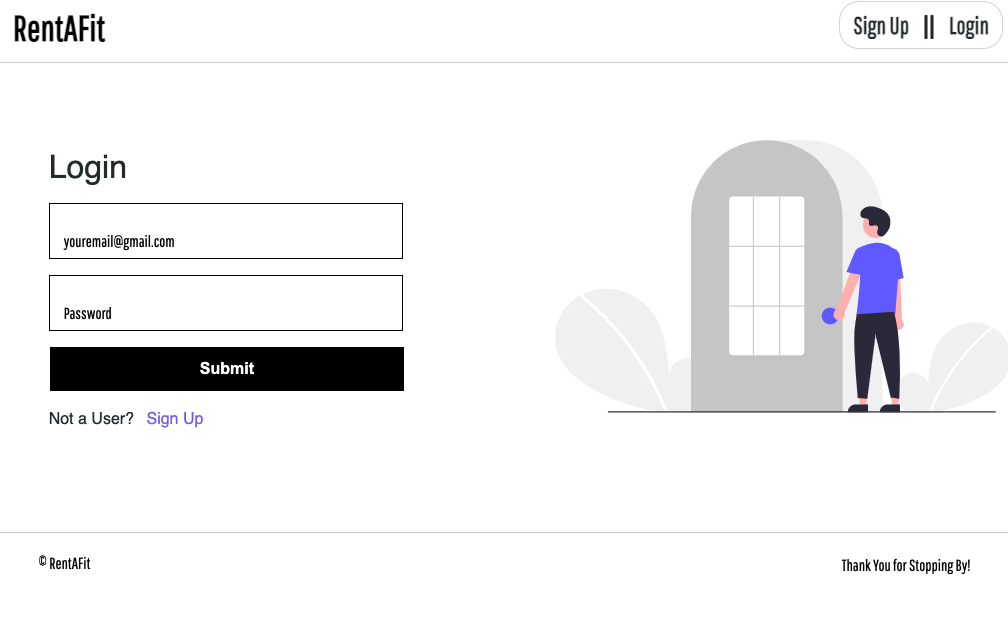 RentAFit
Sign Up || Login
Login
youremail@gmail.com
Password
Submit
Not a User? Sign Up
© RentAFit
Thank You for Stopping By!